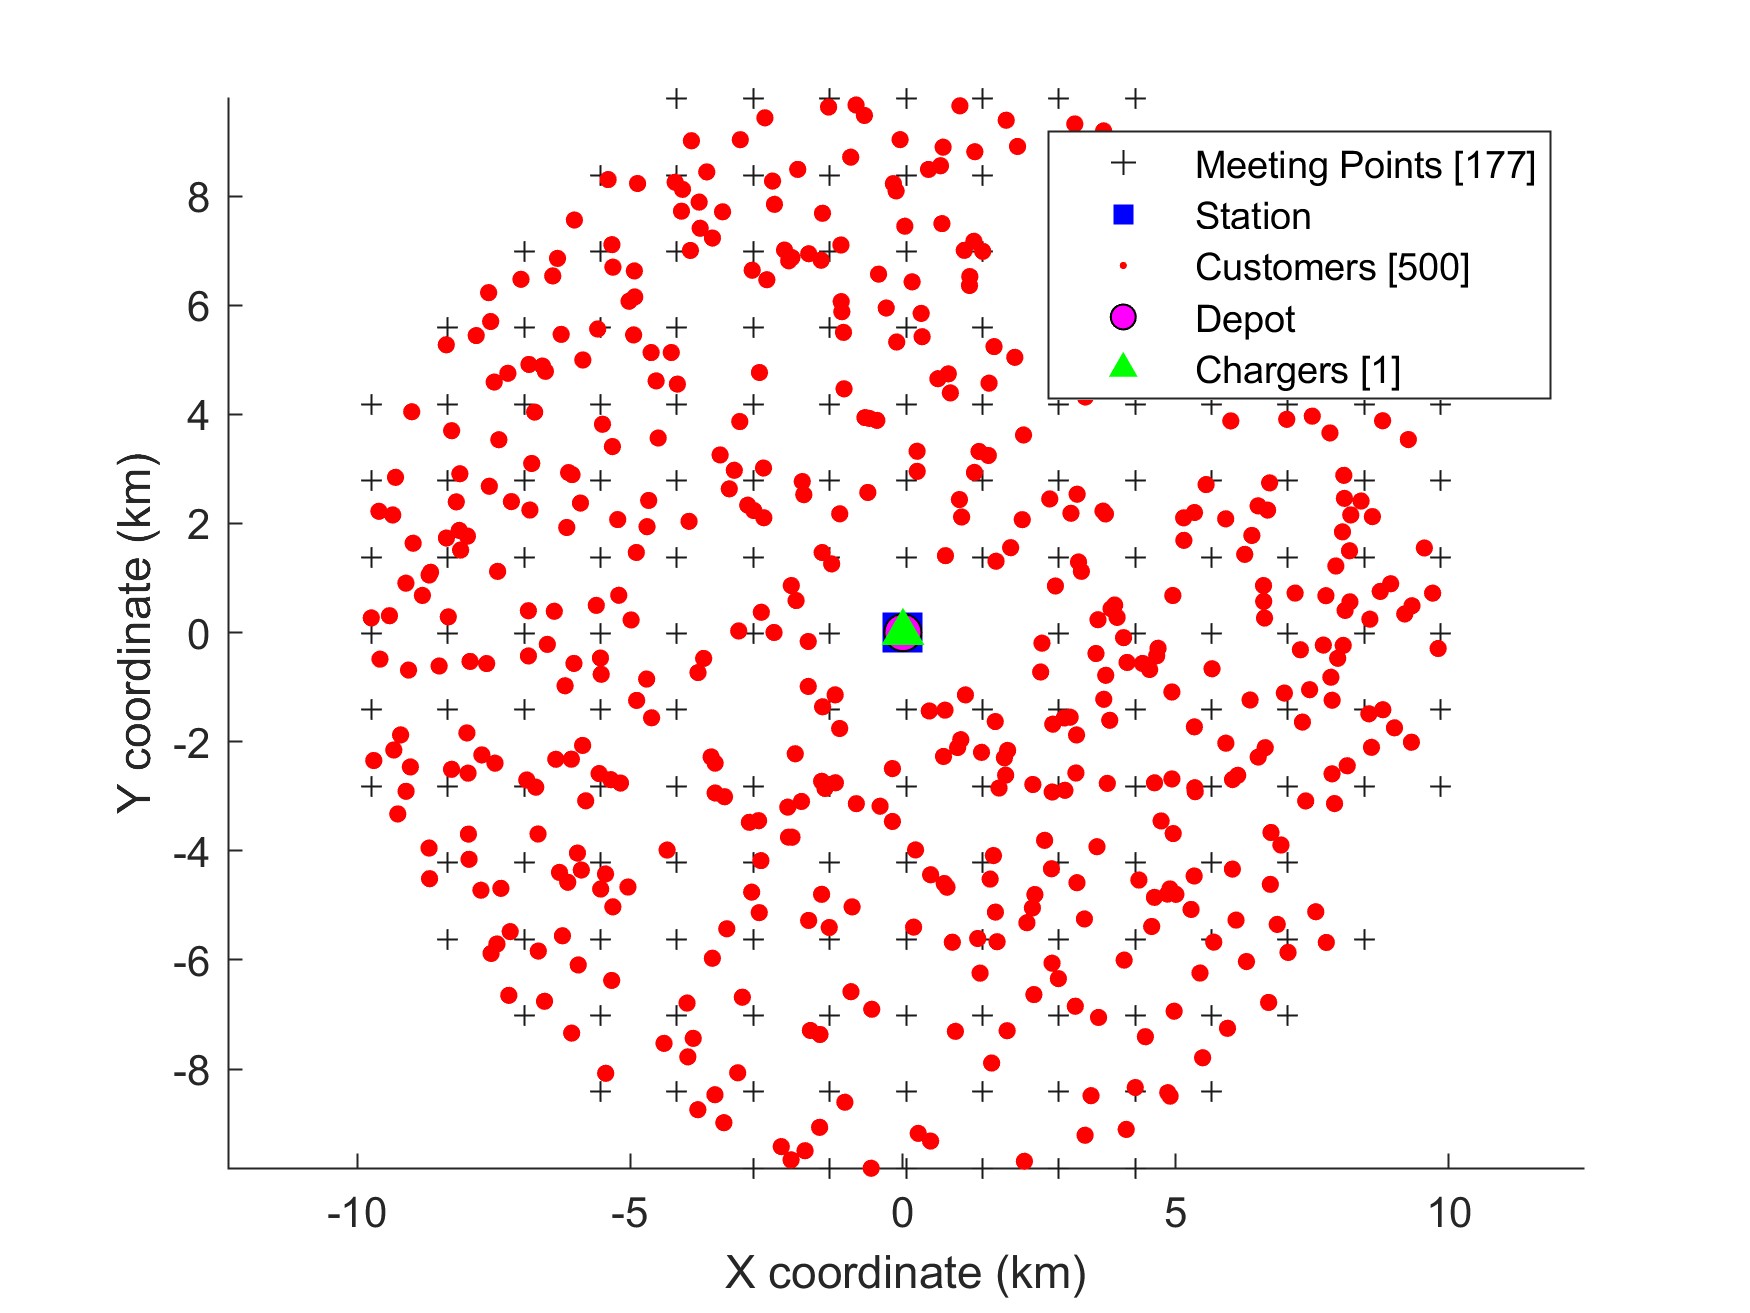 Meeting Points [177]
Station
Customers [500]
Depot
Chargers [1]
8
6
4
2
0
-2
-4
-6
-8
Y coordinate (km)
-10 -5 0 5 10
X coordinate (km)